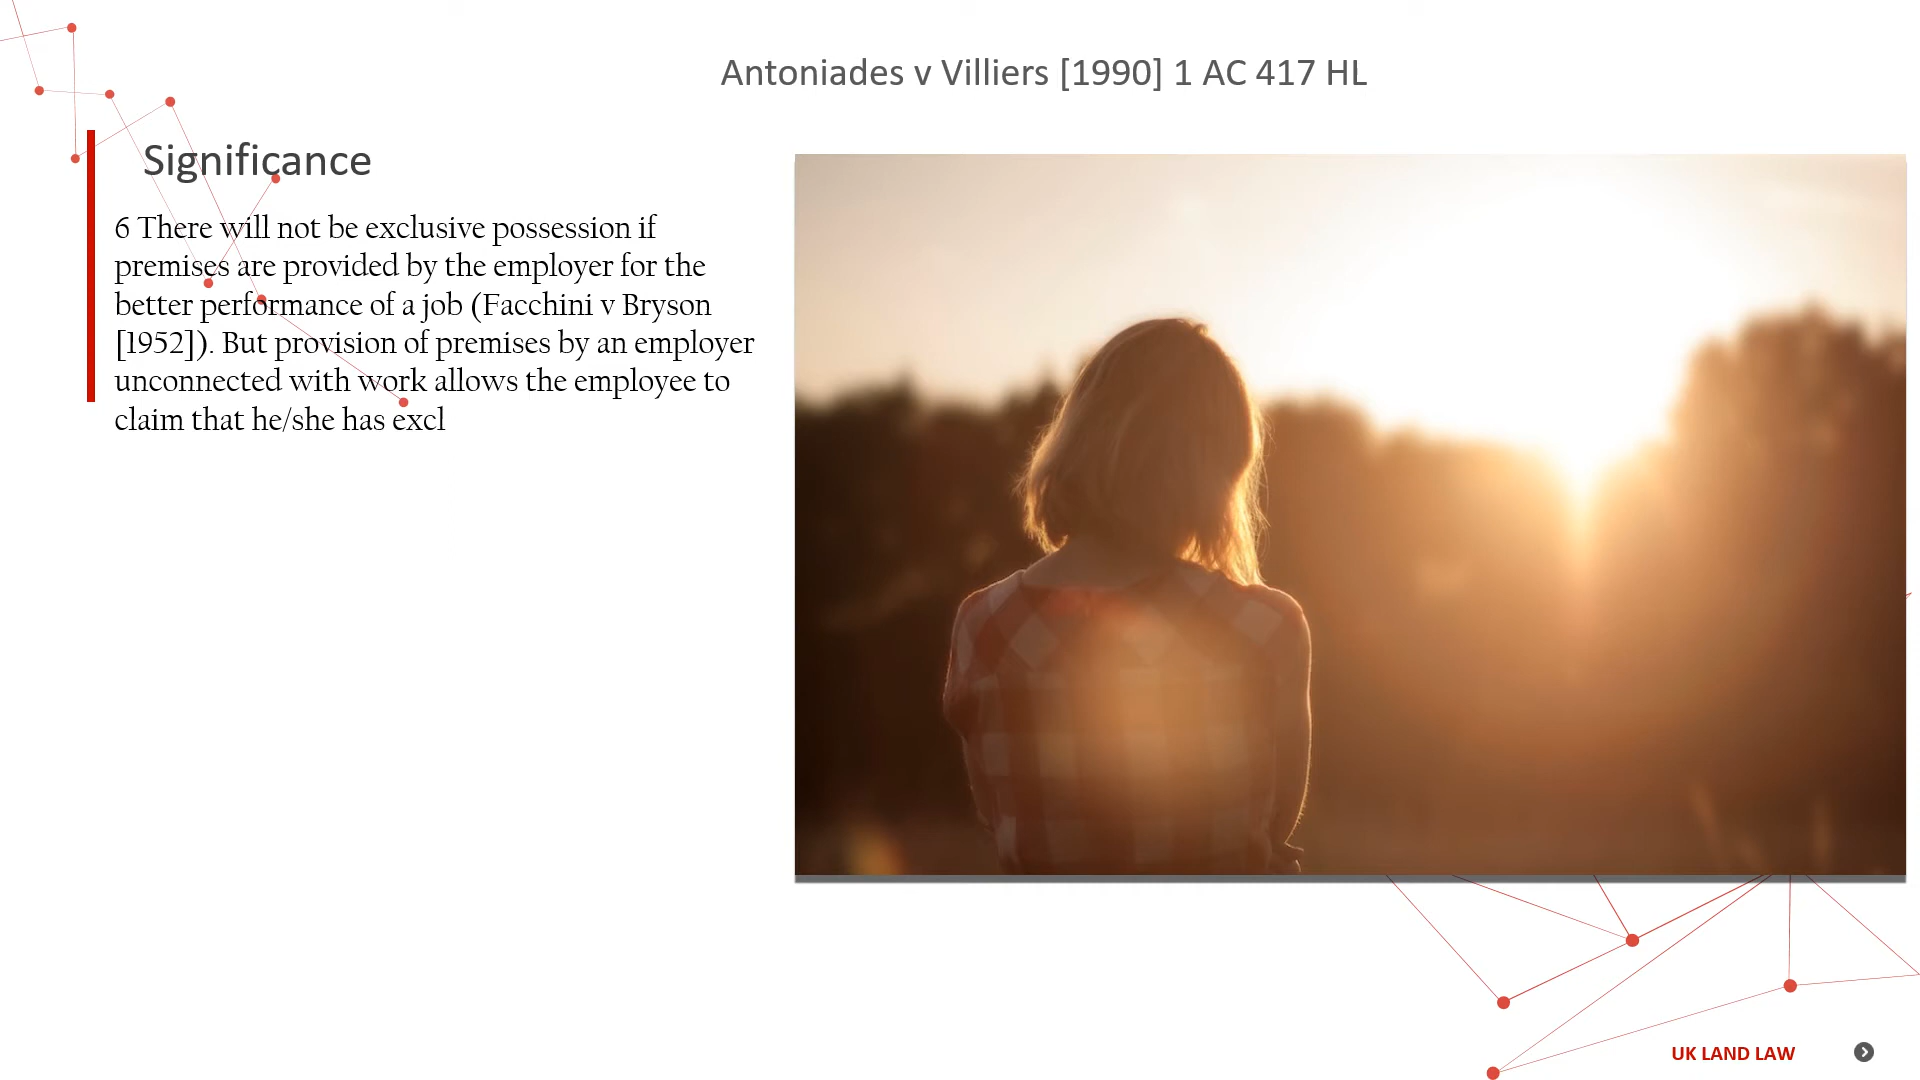 Antoniades v Villiers [1990] 1 AC 417 HL
Significance
6 There will not be exclusive possession if
premises are provided by the employer for the
better performance of a job (Facchini v Bryson
[1952]). But provision of premises by an employer
unconnected with work allows the employee to
claim that he/she has excl
UK LAND LAW